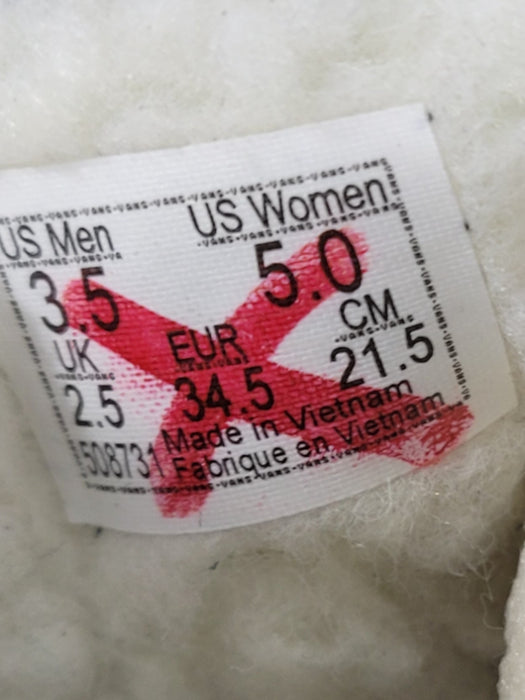 US Men US Women
3.5 5.0
UK EUR CM
2.5 34.5 21.5
508731 Made in Vietnam
Fabrique en Vietnam